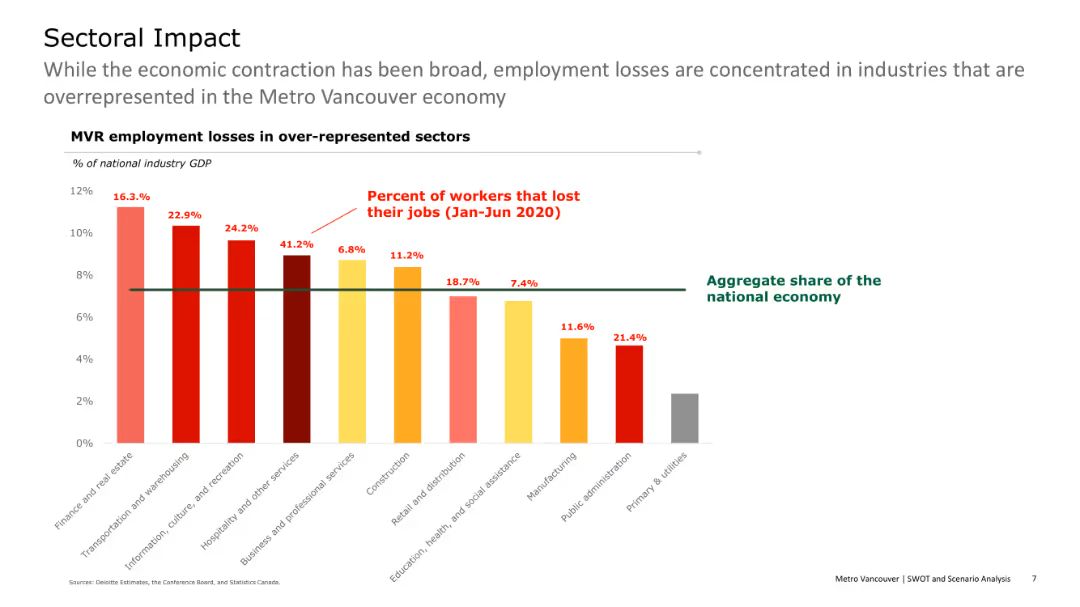 Sectoral Impact
While the economic contraction has been broad, employment losses are concentrated in industries that are
overrepresented in the Metro Vancouver economy
MVR employment losses in over-represented sectors
% of national industry GDP
12%
10%
8%
6%
4%
2%
0%
16.3.%
22.9%
24.2%
41.2%
6.8%
11.2%
18.7%
7.4%
11.6%
21.4%
Percent of workers that lost
their jobs (Jan-Jun 2020)
Aggregate share of the
national economy
Finance and real estate
Transportation and warehousing
Information, culture, and recreation
Hospitality and other services
Business and professional services
Construction
Retail and distribution
Education, health, and social assistance
Manufacturing
Public administration
Primary & utilities
Sources: Deloitte Estimates, the Conference Board, and Statistics Canada.
Metro Vancouver | SWOT and Scenario Analysis 7